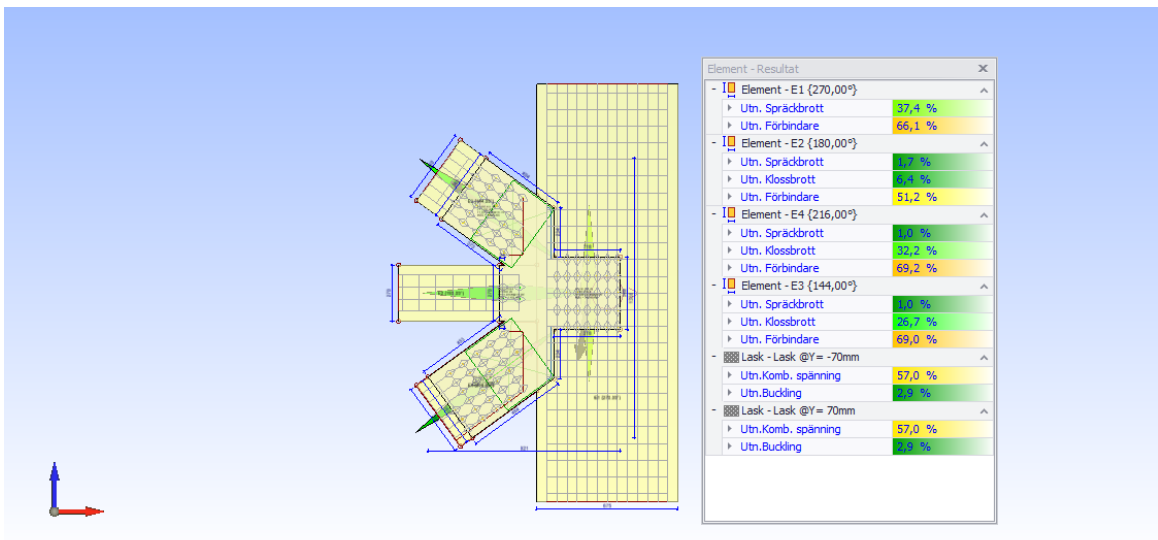 Element - Resultat
Element - E1 {270,00°}
Utn. Spräckbrott 37,4 %
Utn. Förbindare 66,1 %
Element - E2 {180,00°}
Utn. Spräckbrott 1,7 %
Utn. Klossbrott 6,4 %
Utn. Förbindare 51,2 %
Element - E4 {216,00°}
Utn. Spräckbrott 1,0 %
Utn. Klossbrott 32,2 %
Utn. Förbindare 69,2 %
Element - E3 {144,00°}
Utn. Spräckbrott 1,0 %
Utn. Klossbrott 26,7 %
Utn. Förbindare 69,0 %
Lask - Lask @Y= -70mm
Utn.Komb. spänning 57,0 %
Utn.Buckling 2,9 %
Lask - Lask @Y= 70mm
Utn.Komb. spänning 57,0 %
Utn.Buckling 2,9 %